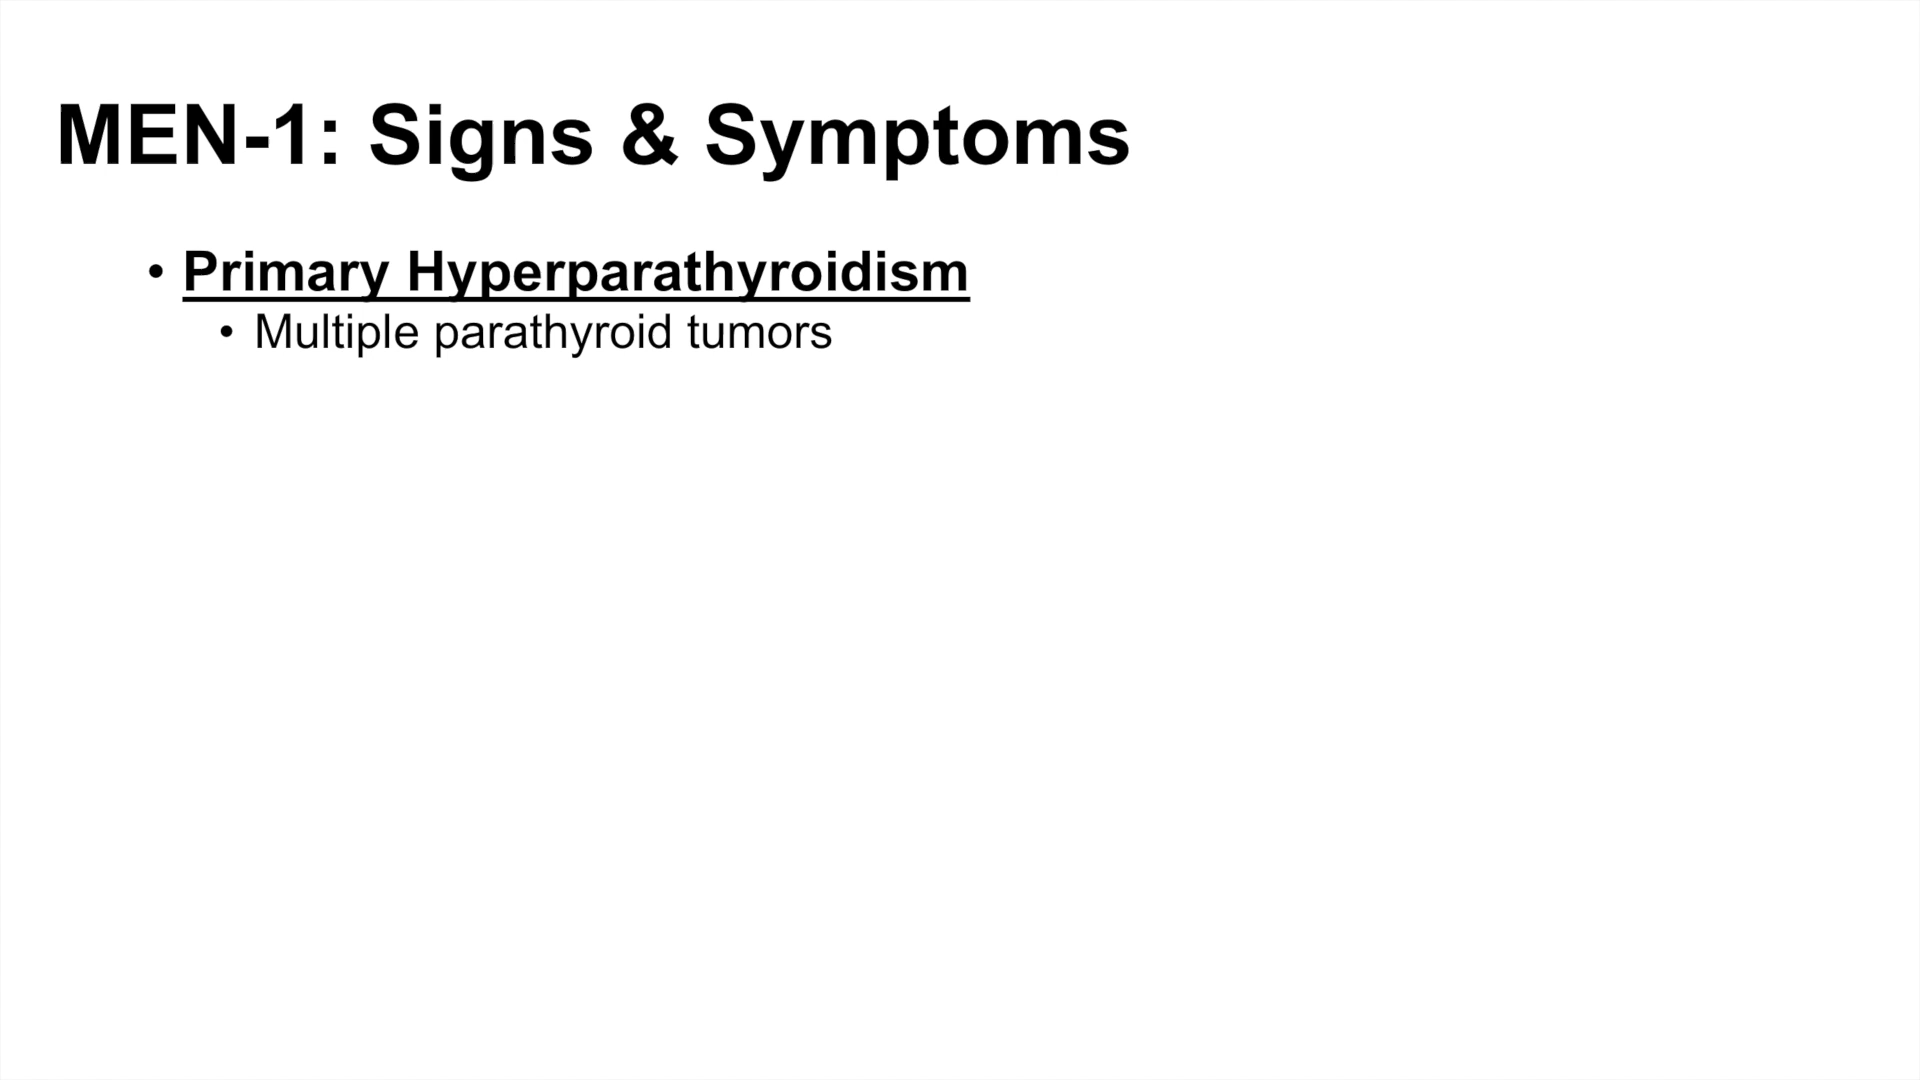 MEN-1: Signs & Symptoms
• Primary Hyperparathyroidism
• Multiple parathyroid tumors